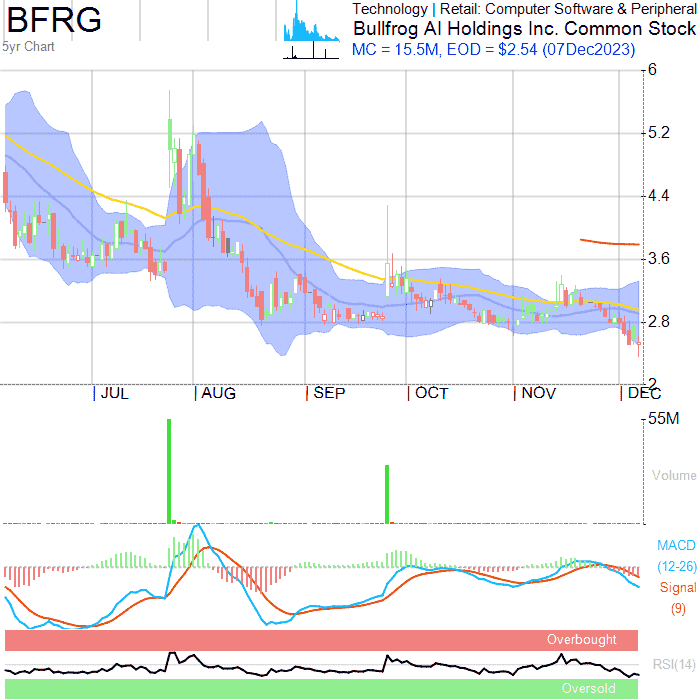 BFRG
5yr Chart
Technology | Retail: Computer Software & Peripheral
Bullfrog AI Holdings Inc. Common Stock
MC = 15.5M, EOD = $2.54 (07Dec2023)
6
5.2
4.4
3.6
2.8
2
JUL
AUG
SEP
OCT
NOV
DEC
55M
Volume
MACD
(12-26)
Signal
(9)
Overbought
RSI(14)
Oversold